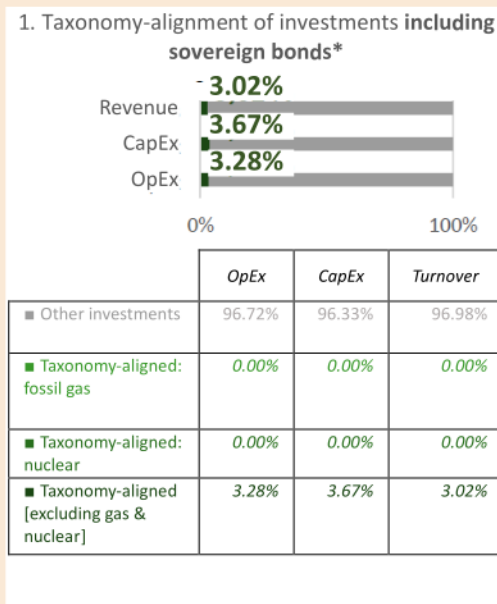 1. Taxonomy-alignment of investments including
sovereign bonds*
- 3.02%
Revenue
3.67%
CapEx
3.28%
OpEx
0% 100%
OpEx CapEx Turnover
■ Other investments 96.72% 96.33% 96.98%
■ Taxonomy-aligned: 0.00% 0.00% 0.00%
fossil gas
■ Taxonomy-aligned: 0.00% 0.00% 0.00%
nuclear
■ Taxonomy-aligned 3.28% 3.67% 3.02%
[excluding gas &
nuclear]